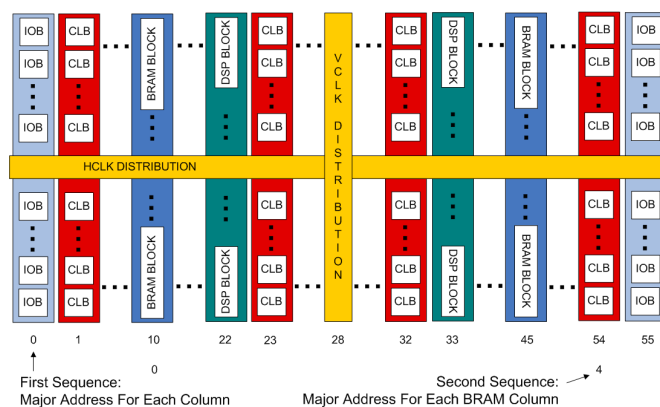 IOB CLB CLB CLB CLB IOB
IOB CLB CLB CLB CLB IOB
BRAM BLOCK
DSP BLOCK
VCLK DISTRIBUTION
DSP BLOCK
BRAM BLOCK
IOB CLB CLB CLB CLB IOB
HCLK DISTRIBUTION
IOB CLB CLB CLB CLB IOB
BRAM BLOCK
DSP BLOCK
DSP BLOCK
BRAM BLOCK
IOB CLB CLB CLB CLB IOB
IOB CLB CLB CLB CLB IOB
0 1 10 22 23 28 32 33 45 54 55
0 4
First Sequence:
Major Address For Each Column
Second Sequence:
Major Address For Each BRAM Column